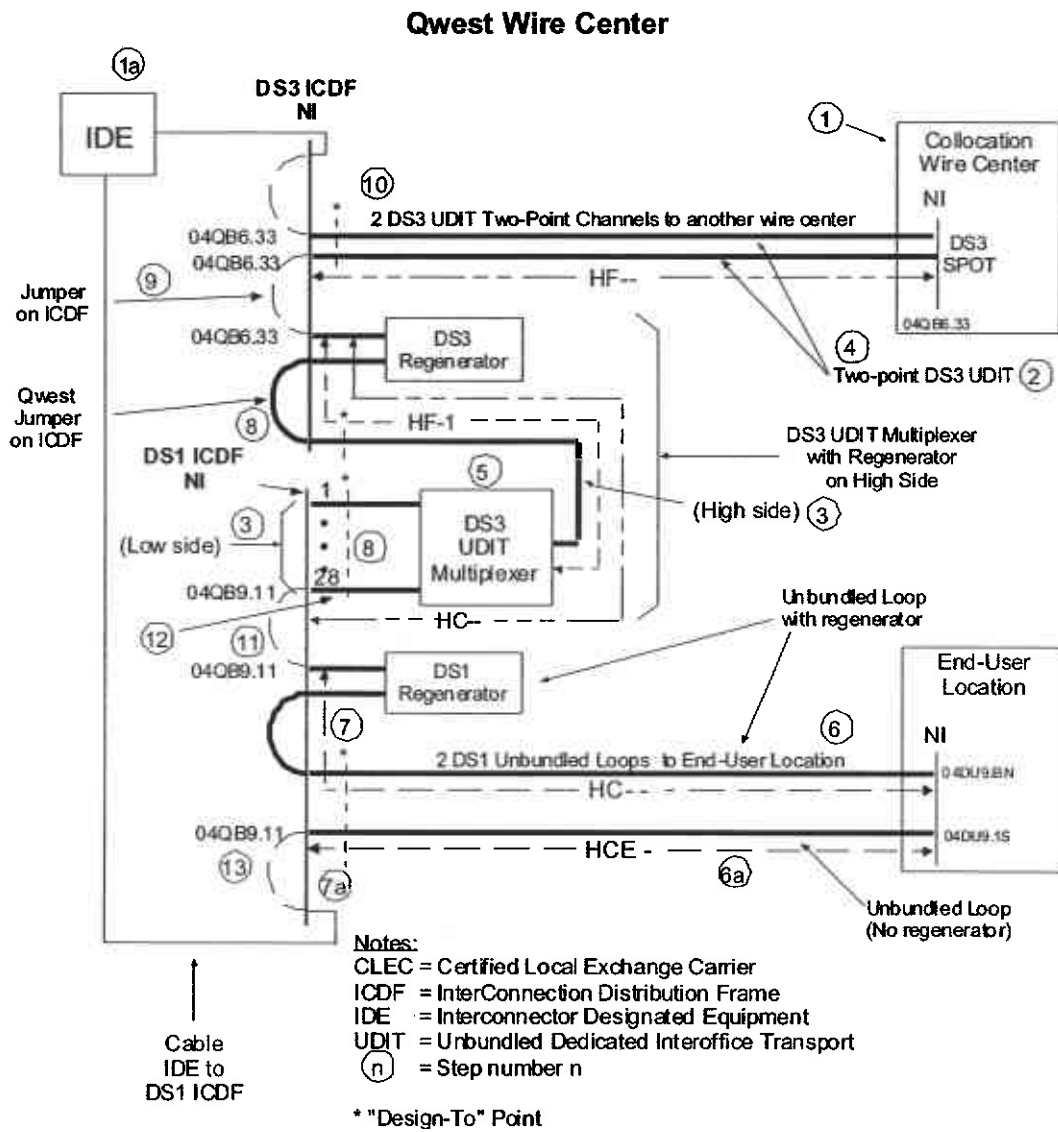 Qwest Wire Center
1a
IDE
DS3 ICDF
NI
1
Collocation
Wire Center
NI
DS3
SPOT
04QB6.33
10
*
2 DS3 UDIT Two-Point Channels to another wire center
04QB6.33
04QB6.33
HF--
9
Jumper
on ICDF
04QB6.33
DS3
Regenerator
4
Two-point DS3 UDIT
2
Qwest
Jumper
on ICDF
8
*
HF-1
DS3 UDIT Multiplexer
with Regenerator
on High Side
DS1 ICDF
NI
*
5
(High side)
3
1
3
(Low side)
8
DS3
UDIT
Multiplexer
28
04QB9.11
HC--
12
11
Unbundled Loop
with regenerator
04QB9.11
DS1
Regenerator
End-User
Location
NI
7
*
6
2 DS1 Unbundled Loops to End-User Location
04DU9.BN
HC--
04QB9.11
04DU9.1S
HCE -
13
7a
6a
Unbundled Loop
(No regenerator)
Cable
IDE to
DS1 ICDF
Notes:
CLEC = Certified Local Exchange Carrier
ICDF = InterConnection Distribution Frame
IDE = Interconnector Designated Equipment
UDIT = Unbundled Dedicated Interoffice Transport
n = Step number n
* "Design-To" Point